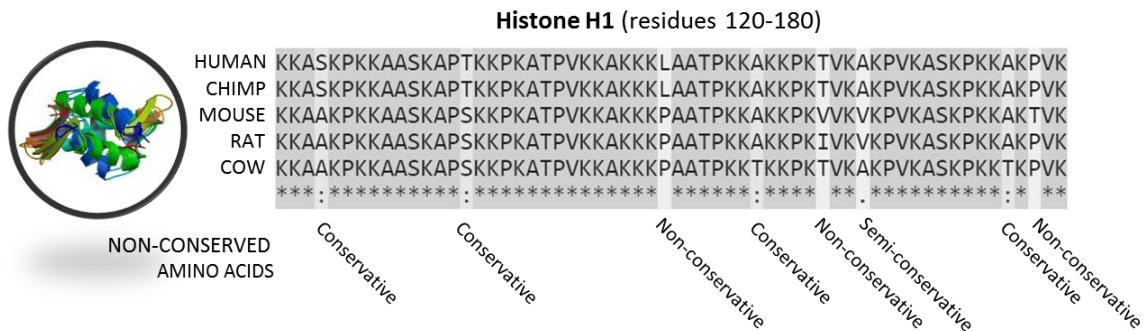 Histone H1 (residues 120-180)
HUMAN KKASKPKKAASKAPTKKPKATPVKKAKKKLAATPKKAKKPKTVKAKPVKASKPKKAKPVK
CHIMP KKASKPKKAASKAPTKKPKATPVKKAKKKLAATPKKAKKPKTVKAKPVKASKPKKAKPVK
MOUSE KKAAKPKKAASKAPSKKPKATPVKKAKKKPAATPKKAKKPKVVKVKPVKASKPKKAKTVK
RAT KKAAKPKKAASKAPSKKPKATPVKKAKKKPAATPKKAKKPKIVKVKPVKASKPKKAKPVK
COW KKAAKPKKAASKAPSKKPKATPVKKAKKKPAATPKKTKKPKTVKAKPVKASKPKKTKPVK
***:**********:************** ******:**** **.**********:* **
NON-CONSERVED
AMINO ACIDS
Conservative
Conservative
Non-conservative
Conservative
Non-conservative
Semi-conservative
Conservative
Non-conservative